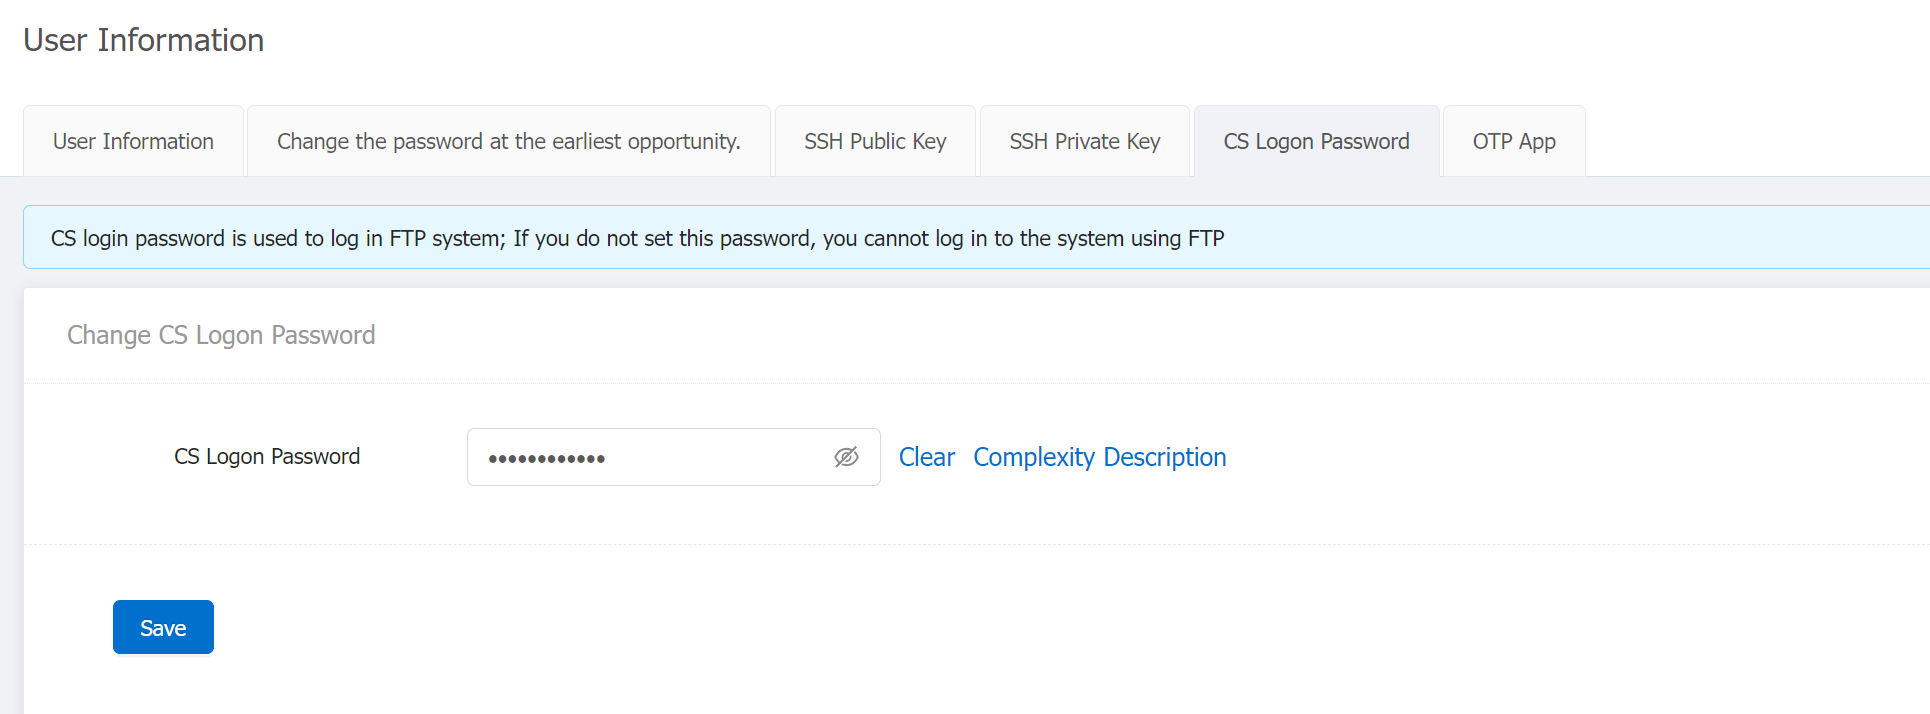 User Information
User Information
Change the password at the earliest opportunity.
SSH Public Key
SSH Private Key
CS Logon Password
OTP App
CS login password is used to log in FTP system; If you do not set this password, you cannot log in to the system using FTP
Change CS Logon Password
CS Logon Password
••••••••••••
Clear
Complexity Description
Save